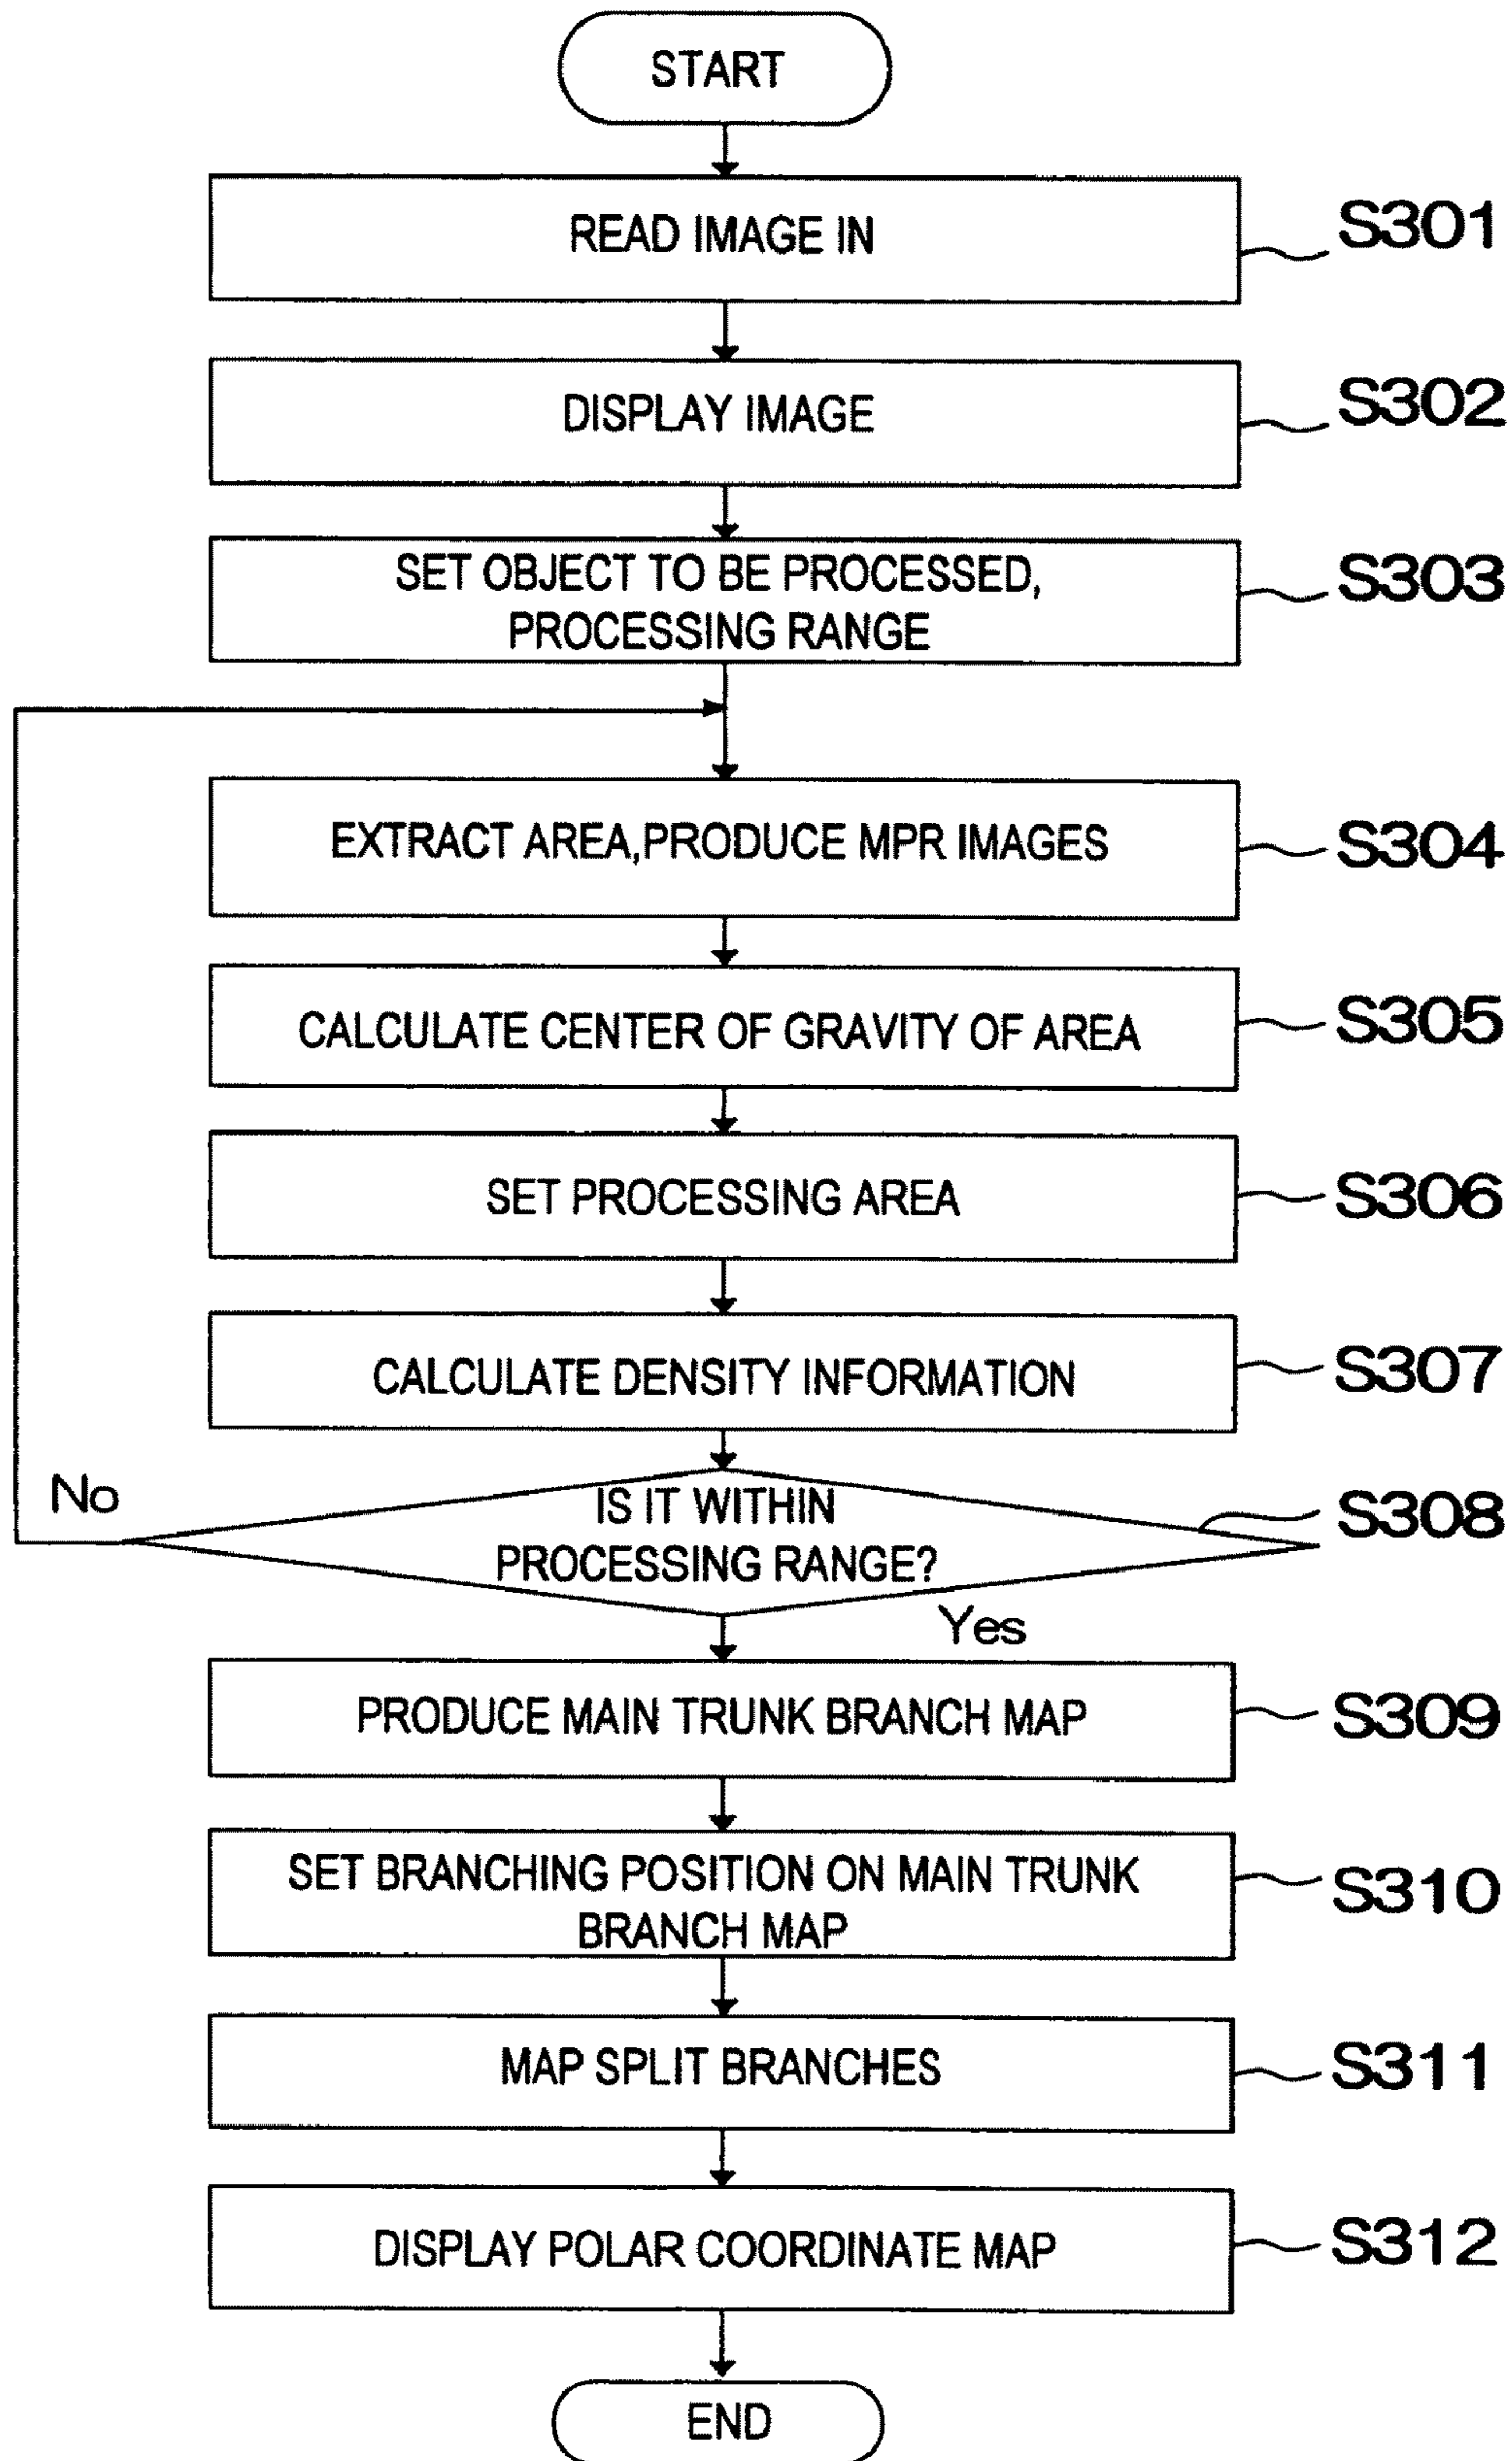 START
READ IMAGE IN
S301
DISPLAY IMAGE
S302
SET OBJECT TO BE PROCESSED,
PROCESSING RANGE
S303
EXTRACT AREA,PRODUCE MPR IMAGES
S304
CALCULATE CENTER OF GRAVITY OF AREA
S305
SET PROCESSING AREA
S306
CALCULATE DENSITY INFORMATION
S307
No
IS IT WITHIN
PROCESSING RANGE?
S308
Yes
PRODUCE MAIN TRUNK BRANCH MAP
S309
SET BRANCHING POSITION ON MAIN TRUNK
BRANCH MAP
S310
MAP SPLIT BRANCHES
S311
DISPLAY POLAR COORDINATE MAP
S312
END